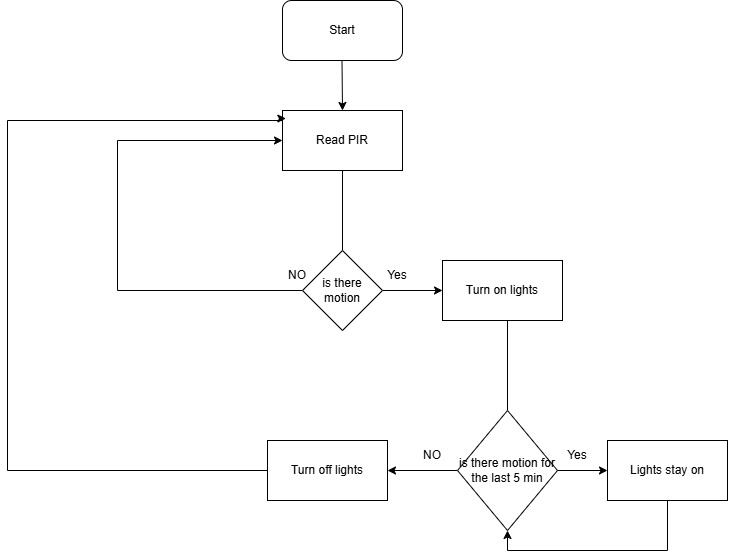 Start
Read PIR
NO
Yes
is there
motion
Turn on lights
NO
Yes
is there motion for
the last 5 min
Turn off lights
Lights stay on